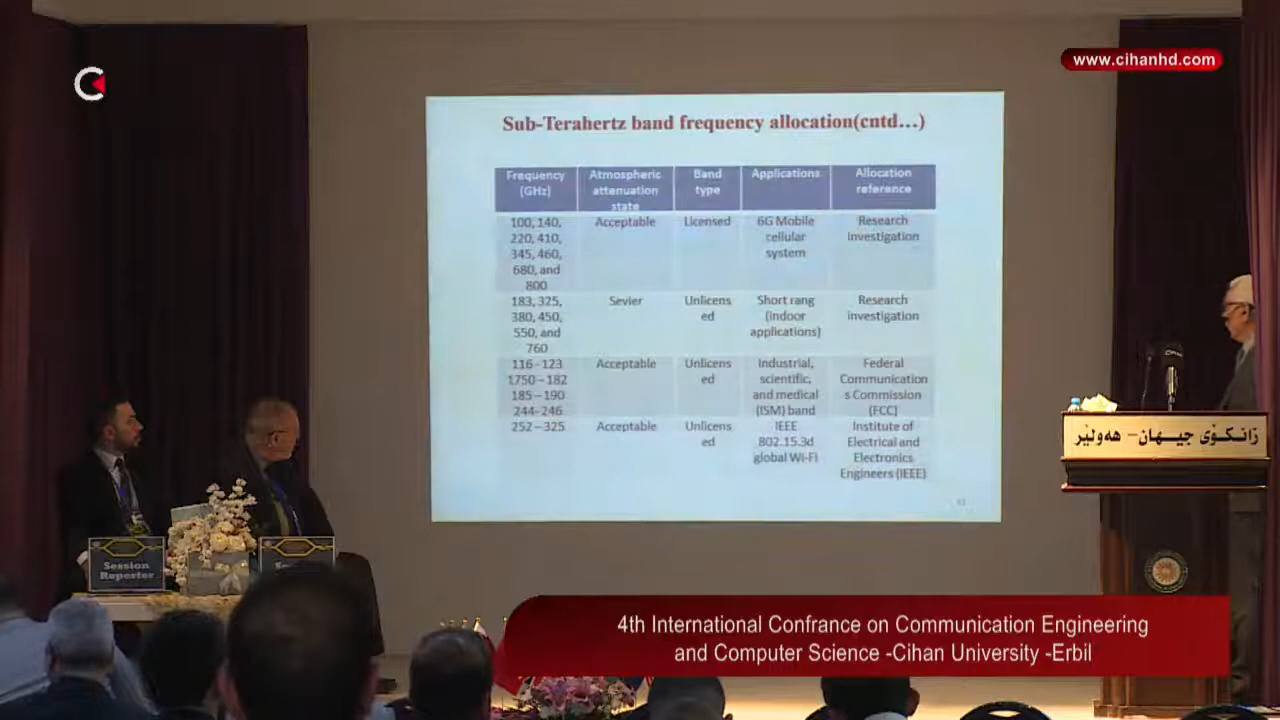 www.cihanhd.com
Sub-Terahertz band frequency allocation(cntd...)
Frequency (GHz) Atmospheric attenuation state Band type Applications Allocation reference
100, 140, 220, 410, 345, 460, 680, and 800 Acceptable Licensed 6G Mobile cellular system Research investigation
183, 325, 380, 450, 550, and 760 Sevier Unlicensed Short rang (indoor applications) Research investigation
116-123 1750-182 185-190 244-246 Acceptable Unlicensed Industrial, scientific, and medical (ISM) band Federal Communications Commission (FCC)
252-325 Acceptable Unlicensed IEEE 802.15.3d global Wi-Fi Institute of Electrical and Electronics Engineers (IEEE)
زانكۆی جیهان- هەولێر
Session
Reporter
4th International Confrance on Communication Engineering
and Computer Science -Cihan University -Erbil